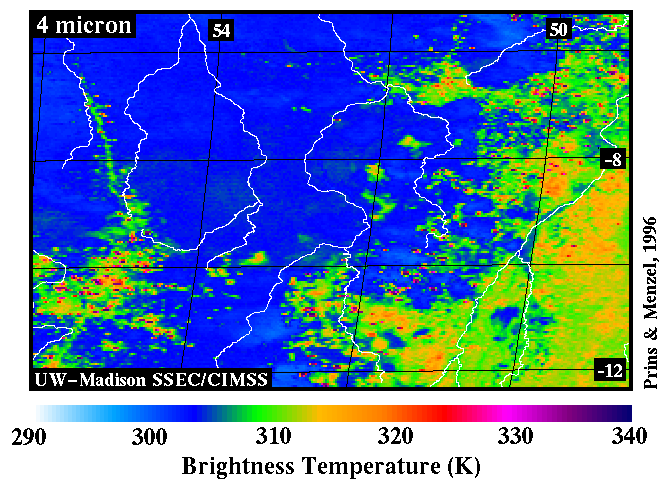 4 micron
54
50
-8
-12
UW-Madison SSEC/CIMSS
Prins & Menzel, 1996
290 300 310 320 330 340
Brightness Temperature (K)